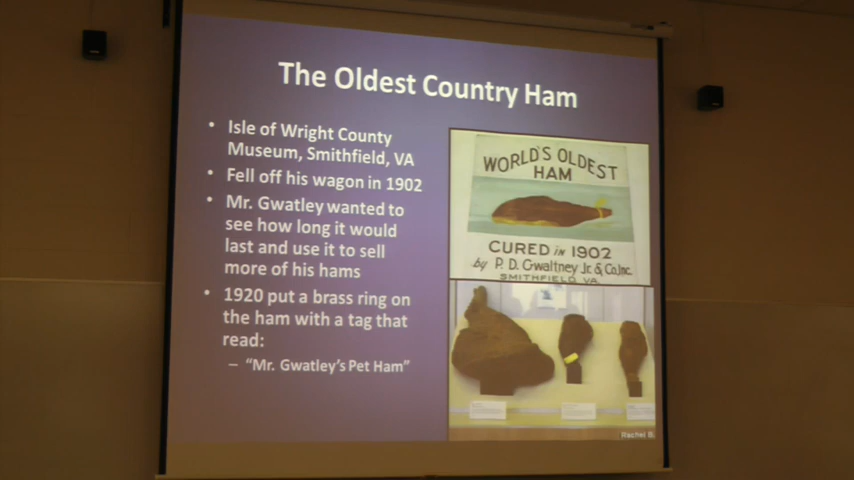 The Oldest Country Ham
• Isle of Wright County
Museum, Smithfield, VA
• Fell off his wagon in 1902
• Mr. Gwatley wanted to
see how long it would
last and use it to sell
more of his hams
• 1920 put a brass ring on
the ham with a tag that
read:
– “Mr. Gwatley’s Pet Ham”
WORLD'S OLDEST
HAM
CURED in 1902
by P. D. Gwaltney Jr. & Co. Inc.
SMITHFIELD VA.
Rachel B.